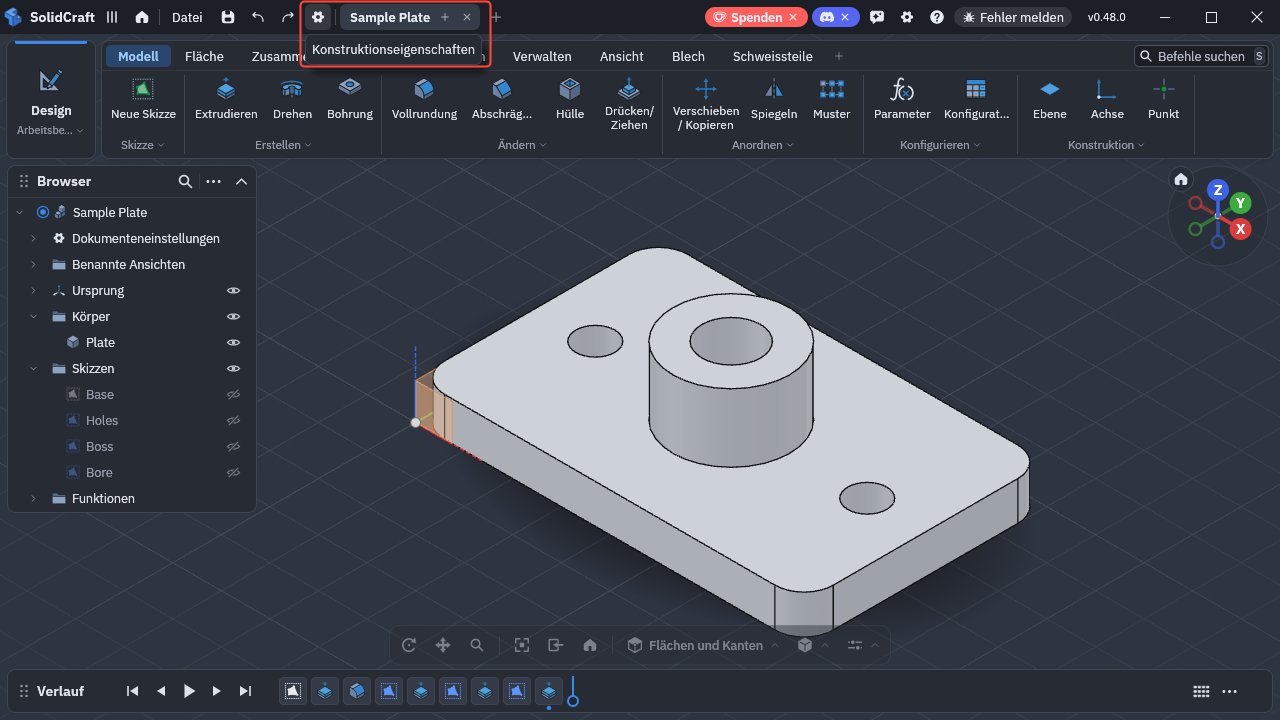 SolidCraft
Datei
Sample Plate
Spenden
Fehler melden
v0.48.0
Konstruktionseigenschaften
Design
Arbeitsbe...
Modell
Fläche
Verwalten
Ansicht
Blech
Schweissteile
Befehle suchen
S
Neue Skizze
Extrudieren
Drehen
Bohrung
Vollrundung
Abschräg...
Hülle
Drücken/
Ziehen
Verschieben
/ Kopieren
Spiegeln
Muster
Parameter
Konfigurat...
Ebene
Achse
Punkt
Skizze
Erstellen
Ändern
Anordnen
Konfigurieren
Konstruktion
Browser
Sample Plate
Dokumenteneinstellungen
Benannte Ansichten
Ursprung
Körper
Plate
Skizzen
Base
Holes
Boss
Bore
Funktionen
Z
Y
X
Flächen und Kanten
Verlauf